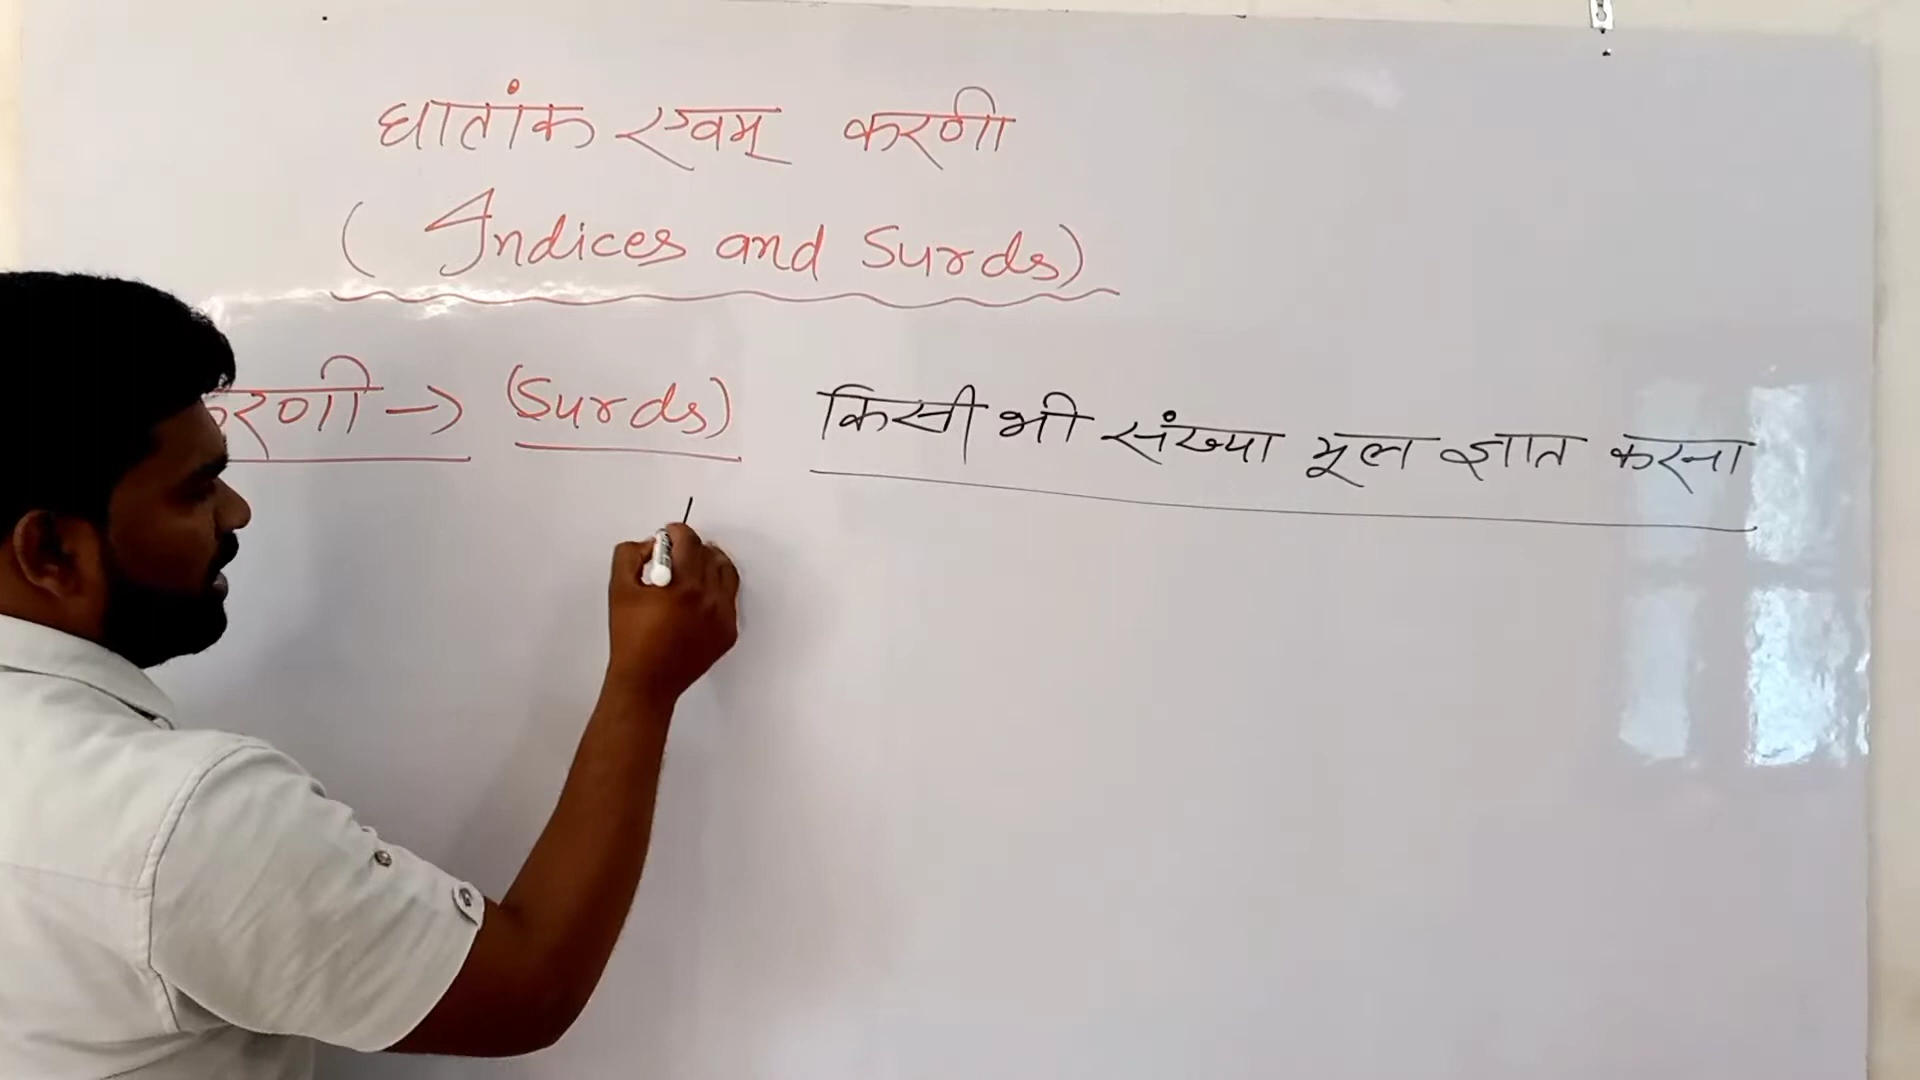 घातांक एवम् करणी
(Indices and Surds)
करणी → (Surds) किसी भी संख्या मूल ज्ञात करना